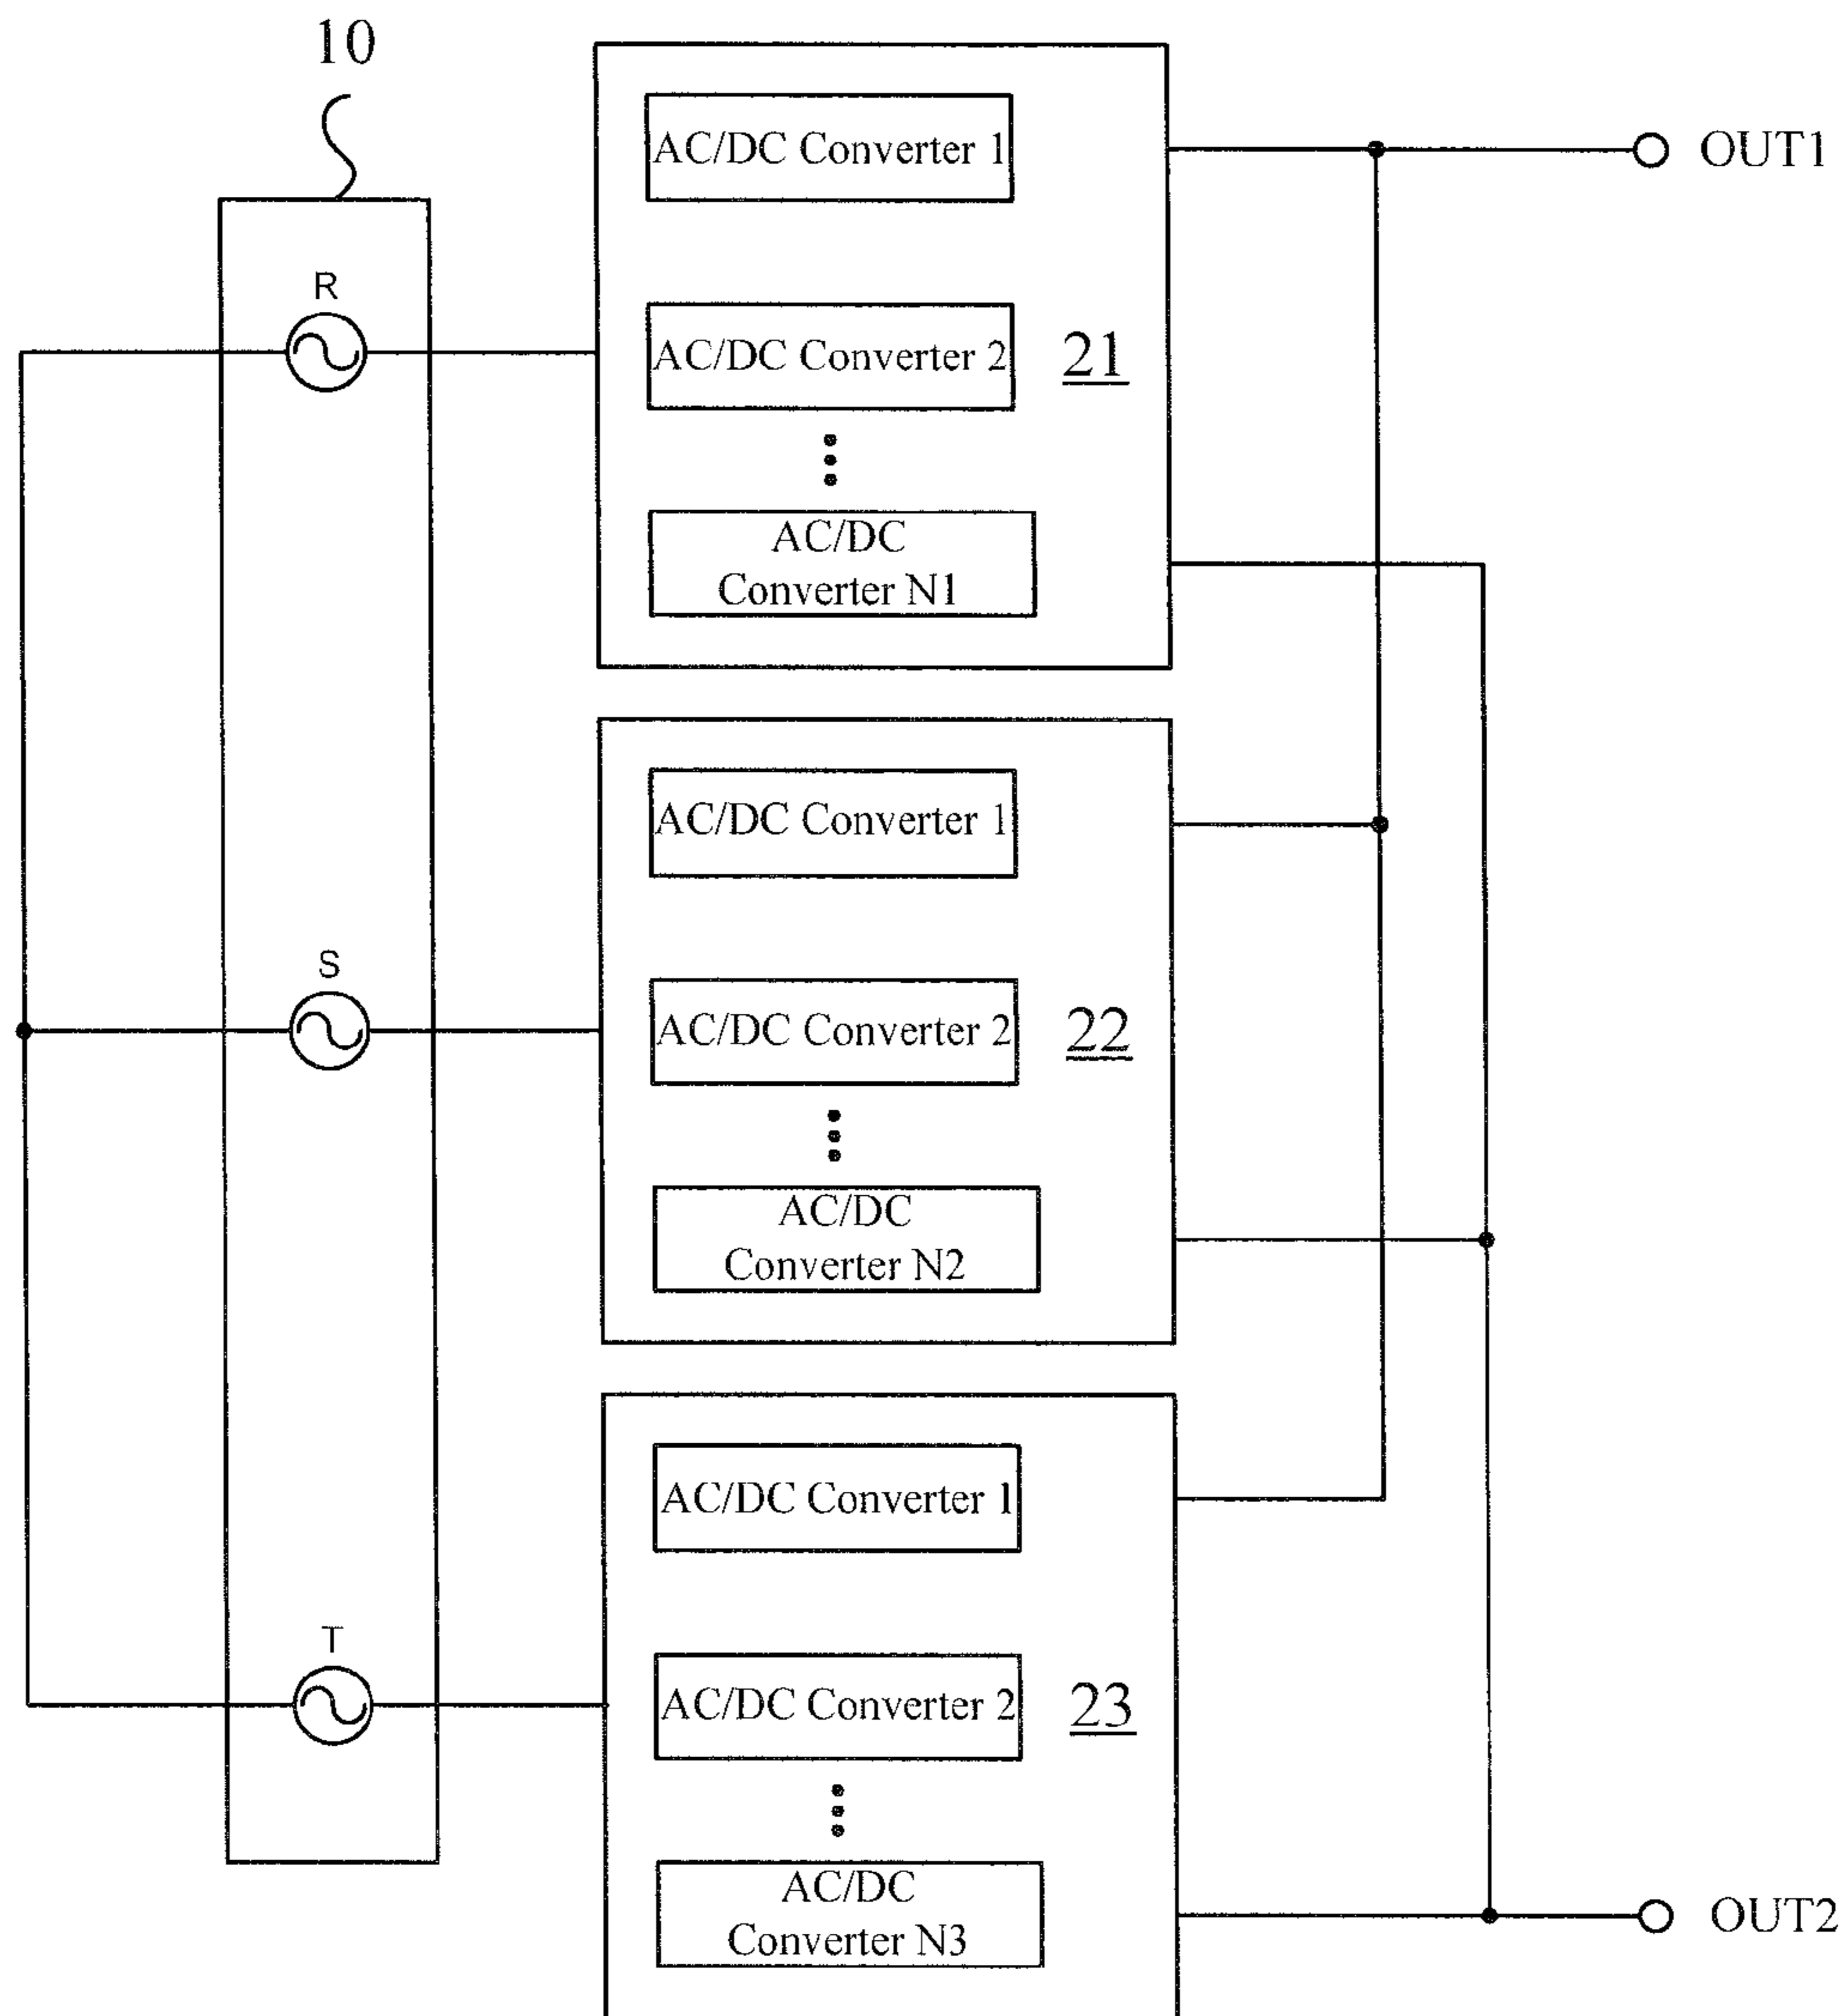 10
AC/DC Converter 1
OUT1
R
AC/DC Converter 2
21
AC/DC
Converter N1
AC/DC Converter 1
S
AC/DC Converter 2
22
AC/DC
Converter N2
AC/DC Converter 1
T
AC/DC Converter 2
23
AC/DC
Converter N3
OUT2